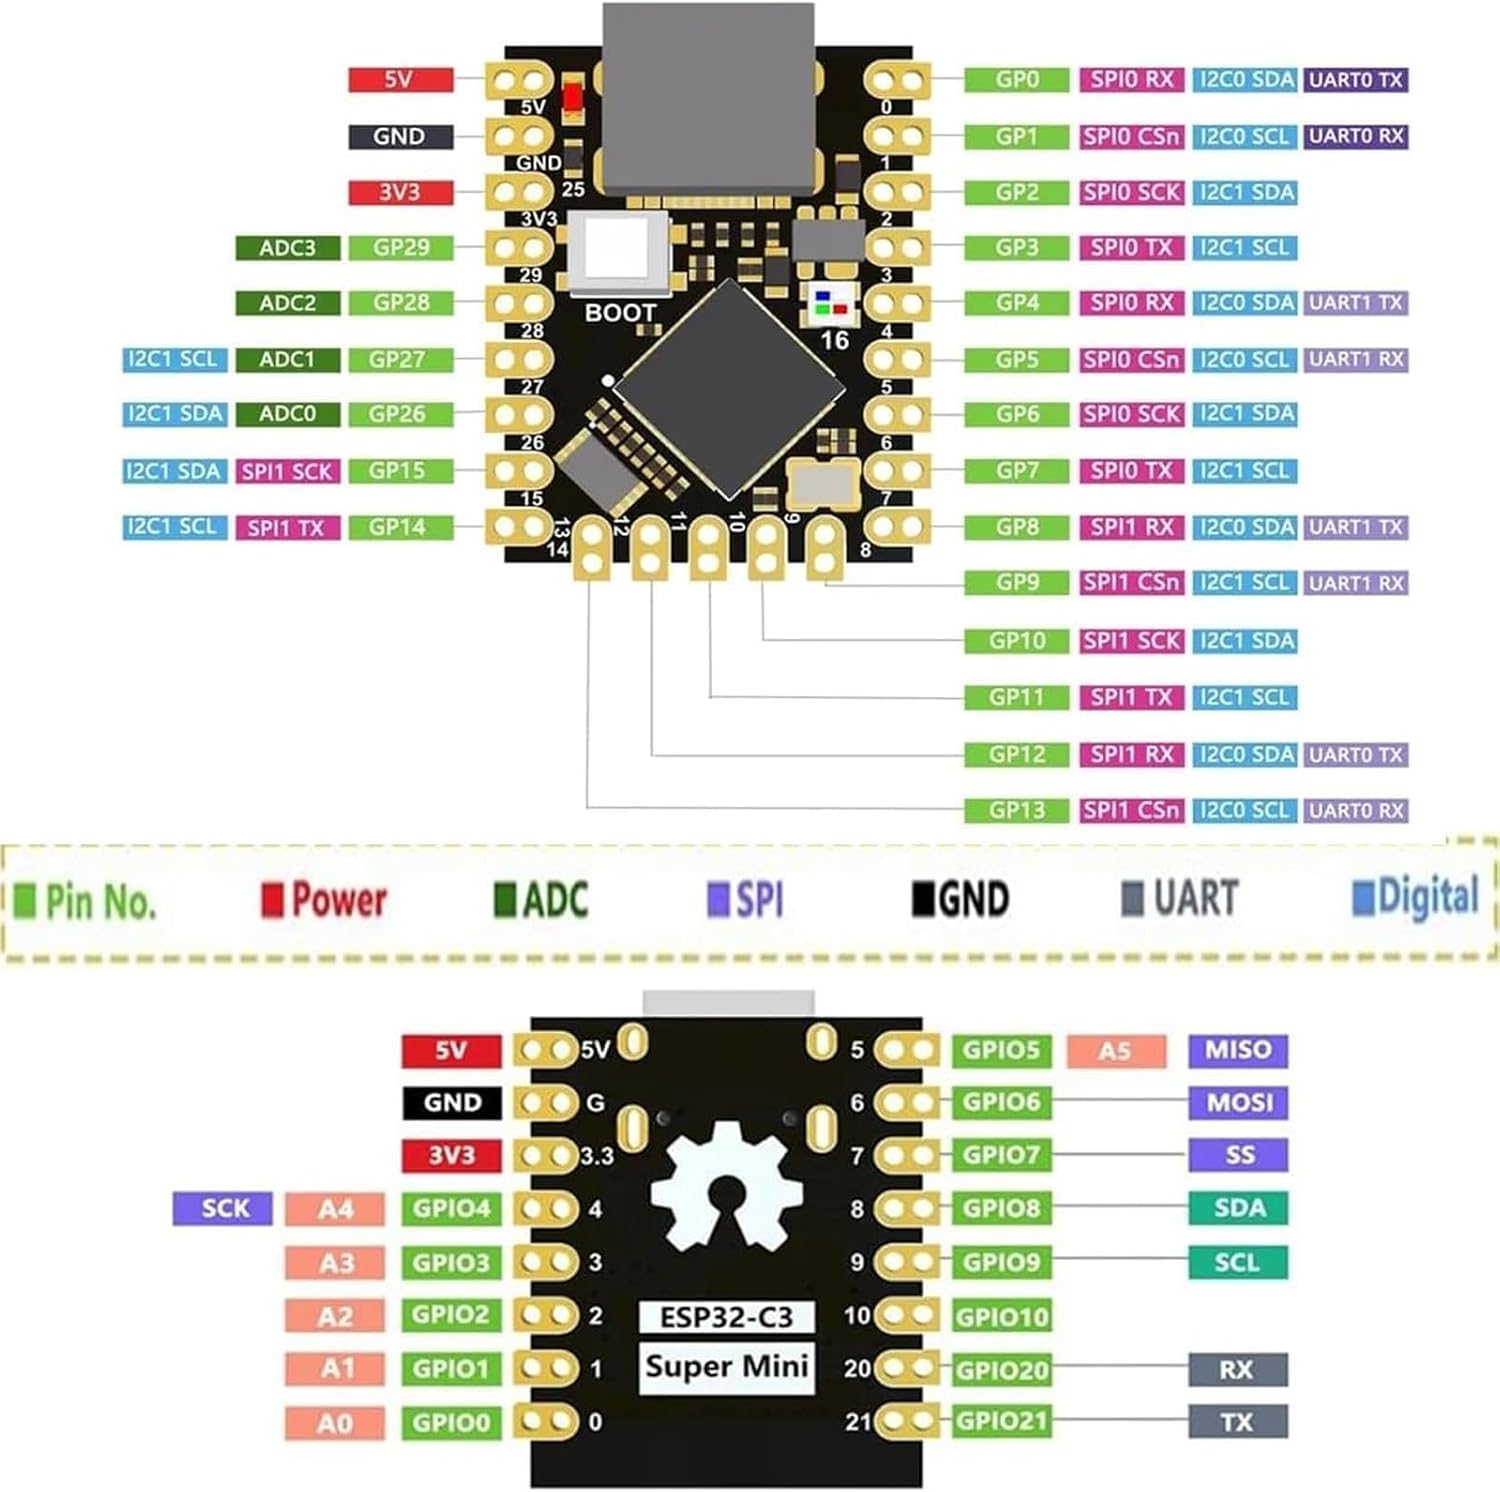 5V 5V 0 GP0 SPI0 RX I2C0 SDA UART0 TX
GND GND 1 GP1 SPI0 CSn I2C0 SCL UART0 RX
3V3 3V3 25 2 GP2 SPI0 SCK I2C1 SDA
ADC3 GP29 29 3 GP3 SPI0 TX I2C1 SCL
ADC2 GP28 28 BOOT 16 4 GP4 SPI0 RX I2C0 SDA UART1 TX
I2C1 SCL ADC1 GP27 27 5 GP5 SPI0 CSn I2C0 SCL UART1 RX
I2C1 SDA ADC0 GP26 26 6 GP6 SPI0 SCK I2C1 SDA
I2C1 SDA SPI1 SCK GP15 15 7 GP7 SPI0 TX I2C1 SCL
I2C1 SCL SPI1 TX GP14 14 13 12 11 10 9 8 GP8 SPI1 RX I2C0 SDA UART1 TX
GP9 SPI1 CSn I2C0 SCL UART1 RX
GP10 SPI1 SCK I2C1 SDA
GP11 SPI1 TX I2C1 SCL
GP12 SPI1 RX I2C0 SDA UART0 TX
GP13 SPI1 CSn I2C0 SCL UART0 RX
Pin No. Power ADC SPI GND UART Digital
5V 5V 5 GPIO5 A5 MISO
GND G 6 GPIO6 MOSI
3V3 3.3 7 GPIO7 SS
SCK A4 GPIO4 4 8 GPIO8 SDA
A3 GPIO3 3 9 GPIO9 SCL
A2 GPIO2 2 ESP32-C3 10 GPIO10
A1 GPIO1 1 Super Mini 20 GPIO20 RX
A0 GPIO0 0 21 GPIO21 TX